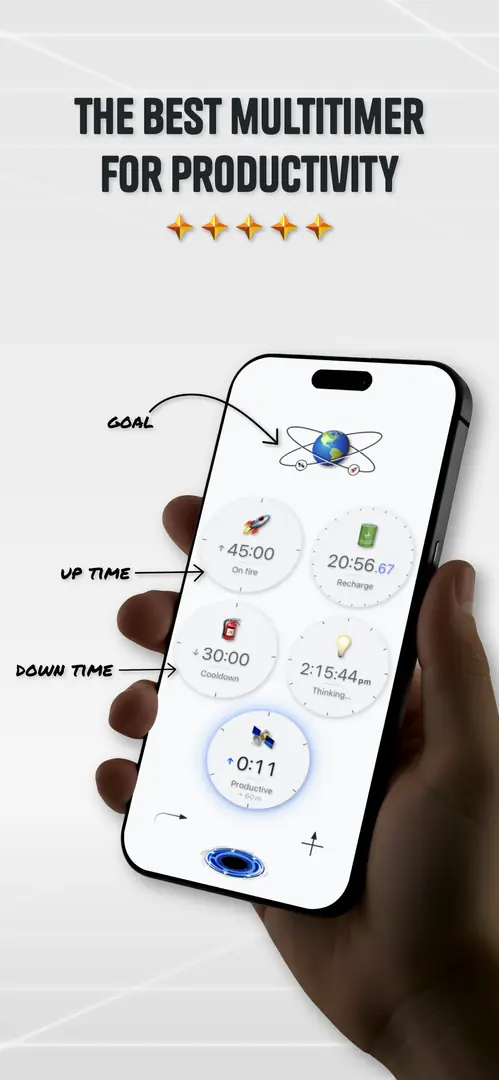 THE BEST MULTITIMER
FOR PRODUCTIVITY
GOAL
↑45:00
On fire
20:56.67
Recharge
UP TIME
↓30:00
Cooldown
2:15:44pm
Thinking...
DOWN TIME
↑0:11
Productive
→ 60m